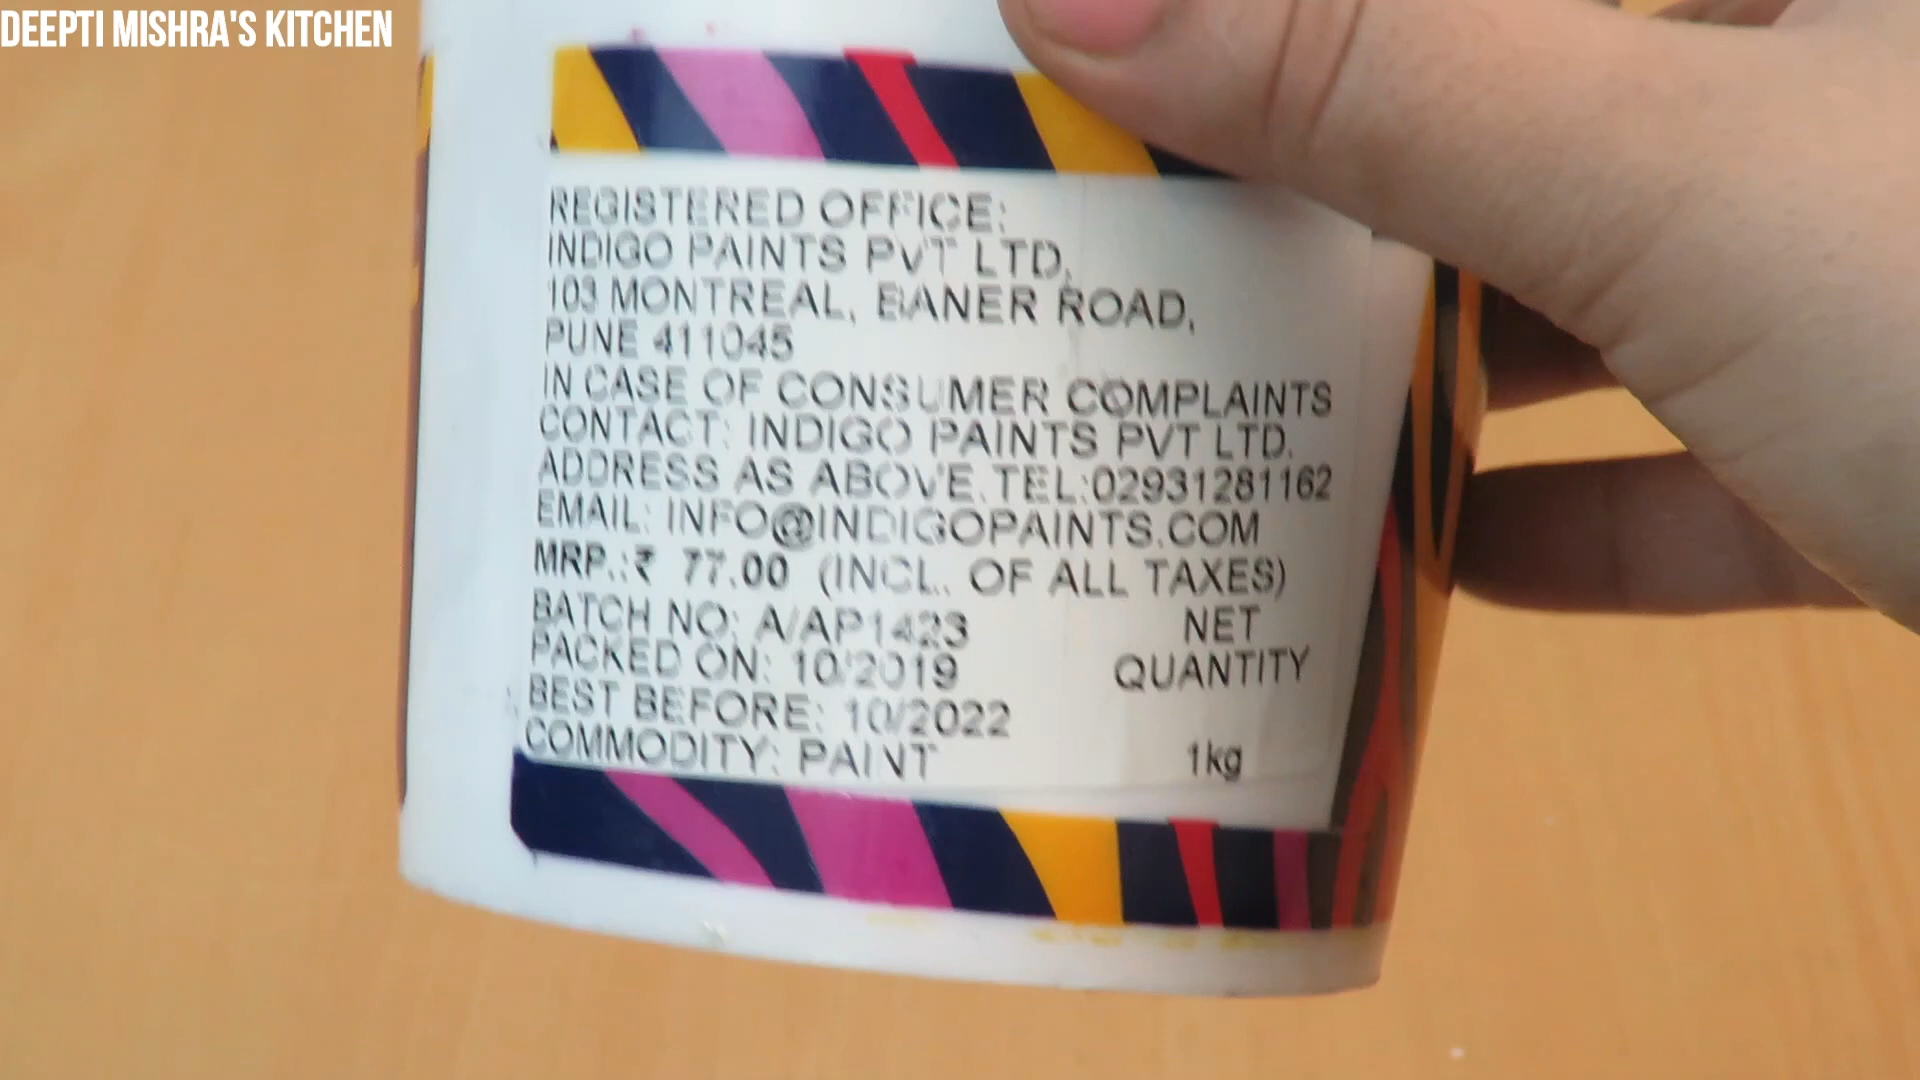 DEEPTI MISHRA'S KITCHEN
REGISTERED OFFICE:
INDIGO PAINTS PVT LTD,
103 MONTREAL, BANER ROAD,
PUNE 411045
IN CASE OF CONSUMER COMPLAINTS
CONTACT: INDIGO PAINTS PVT LTD.
ADDRESS AS ABOVE.TEL:02931281162
EMAIL: INFO@INDIGOPAINTS.COM
MRP.:₹ 77.00 (INCL. OF ALL TAXES)
BATCH NO: A/AP1423
PACKED ON: 10/2019
BEST BEFORE: 10/2022
COMMODITY: PAINT
NET
QUANTITY
1kg